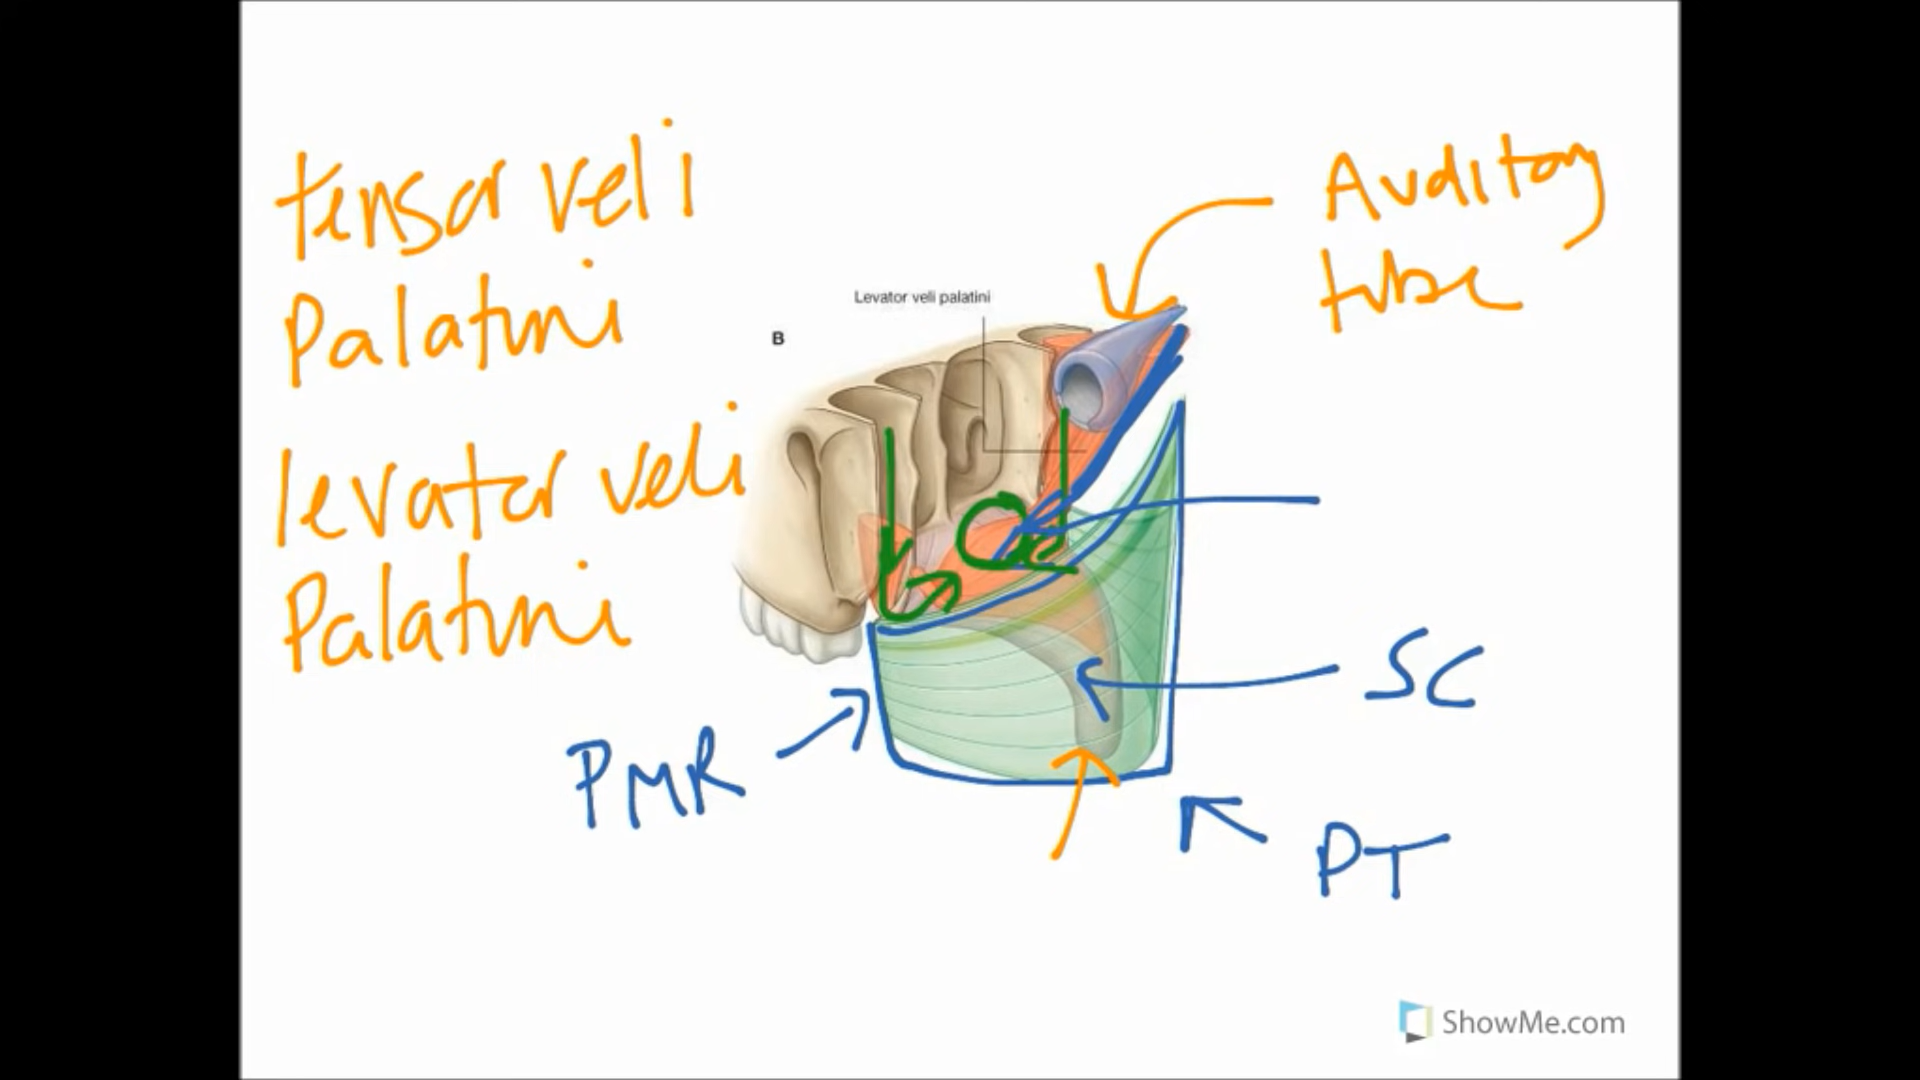 tensor veli
Palatini
levator veli
Palatini
Auditory
tube
Levator veli palatini
B
SC
PMR
PT
ShowMe.com